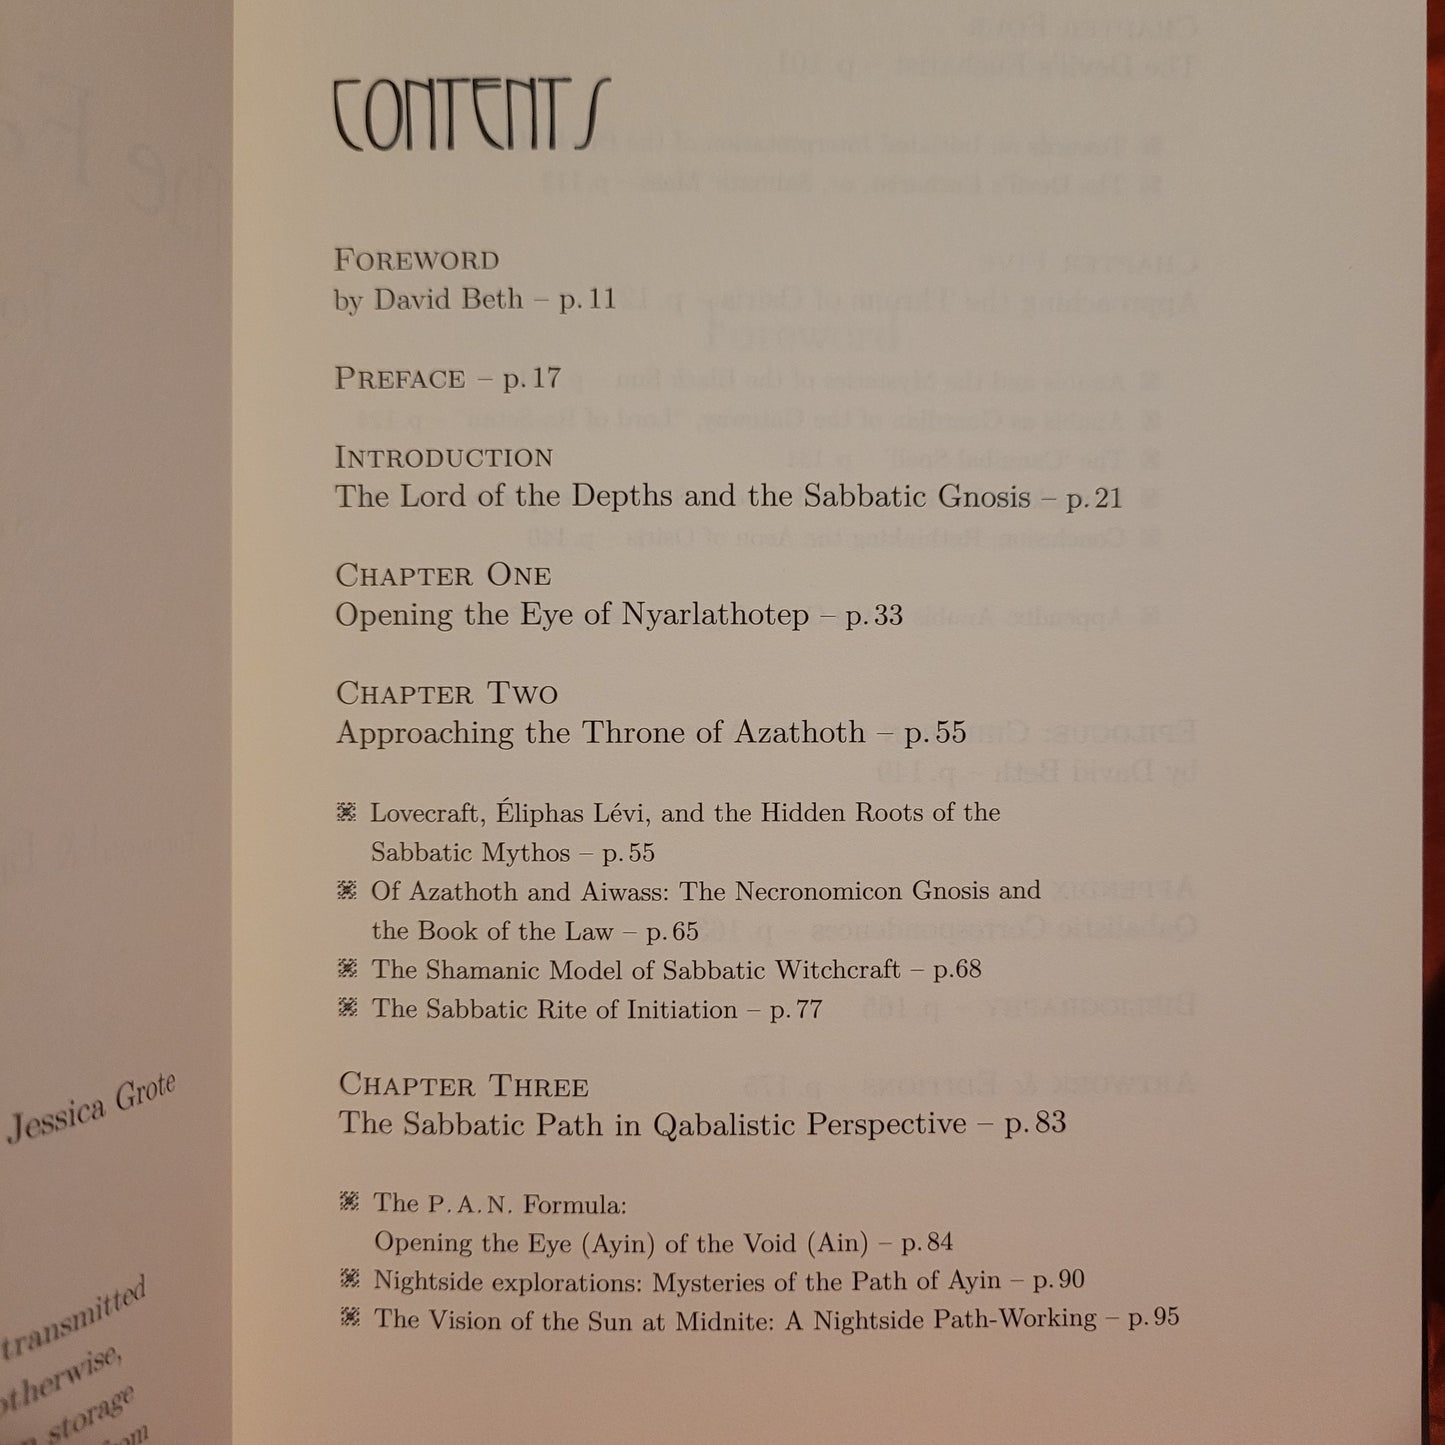 CONTENTS
FOREWORD
by David Beth – p. 11
PREFACE – p. 17
INTRODUCTION
The Lord of the Depths and the Sabbatic Gnosis – p. 21
CHAPTER ONE
Opening the Eye of Nyarlathotep – p. 33
CHAPTER TWO
Approaching the Throne of Azathoth – p. 55
Lovecraft, Éliphas Lévi, and the Hidden Roots of the
Sabbatic Mythos – p. 55
Of Azathoth and Aiwass: The Necronomicon Gnosis and
the Book of the Law – p. 65
The Shamanic Model of Sabbatic Witchcraft – p.68
The Sabbatic Rite of Initiation – p. 77
CHAPTER THREE
The Sabbatic Path in Qabalistic Perspective – p. 83
The P. A. N. Formula:
Opening the Eye (Ayin) of the Void (Ain) – p. 84
Nightside explorations: Mysteries of the Path of Ayin – p. 90
The Vision of the Sun at Midnite: A Nightside Path-Working – p. 95
Jessica Grote
transmitted
otherwise,
storage